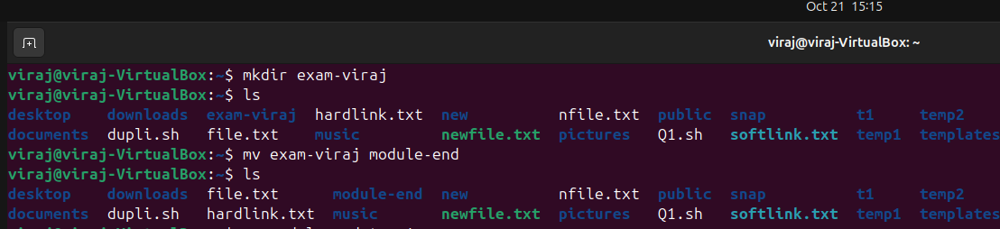 Oct 21 15:15
viraj@viraj-VirtualBox: ~
viraj@viraj-VirtualBox:~$ mkdir exam-viraj
viraj@viraj-VirtualBox:~$ ls
desktop downloads exam-viraj hardlink.txt new nfile.txt public snap t1 temp2
documents dupli.sh file.txt music newfile.txt pictures Q1.sh softlink.txt temp1 templates
viraj@viraj-VirtualBox:~$ mv exam-viraj module-end
viraj@viraj-VirtualBox:~$ ls
desktop downloads file.txt module-end new nfile.txt public snap t1 temp2
documents dupli.sh hardlink.txt music newfile.txt pictures Q1.sh softlink.txt temp1 templates